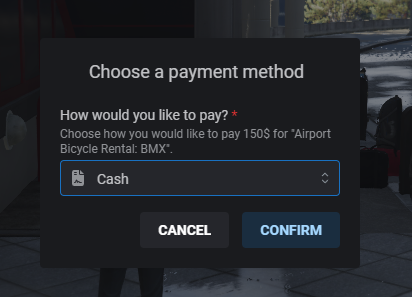 Choose a payment method
How would you like to pay? *
Choose how you would like to pay 150$ for "Airport
Bicycle Rental: BMX".
Cash
CANCEL
CONFIRM